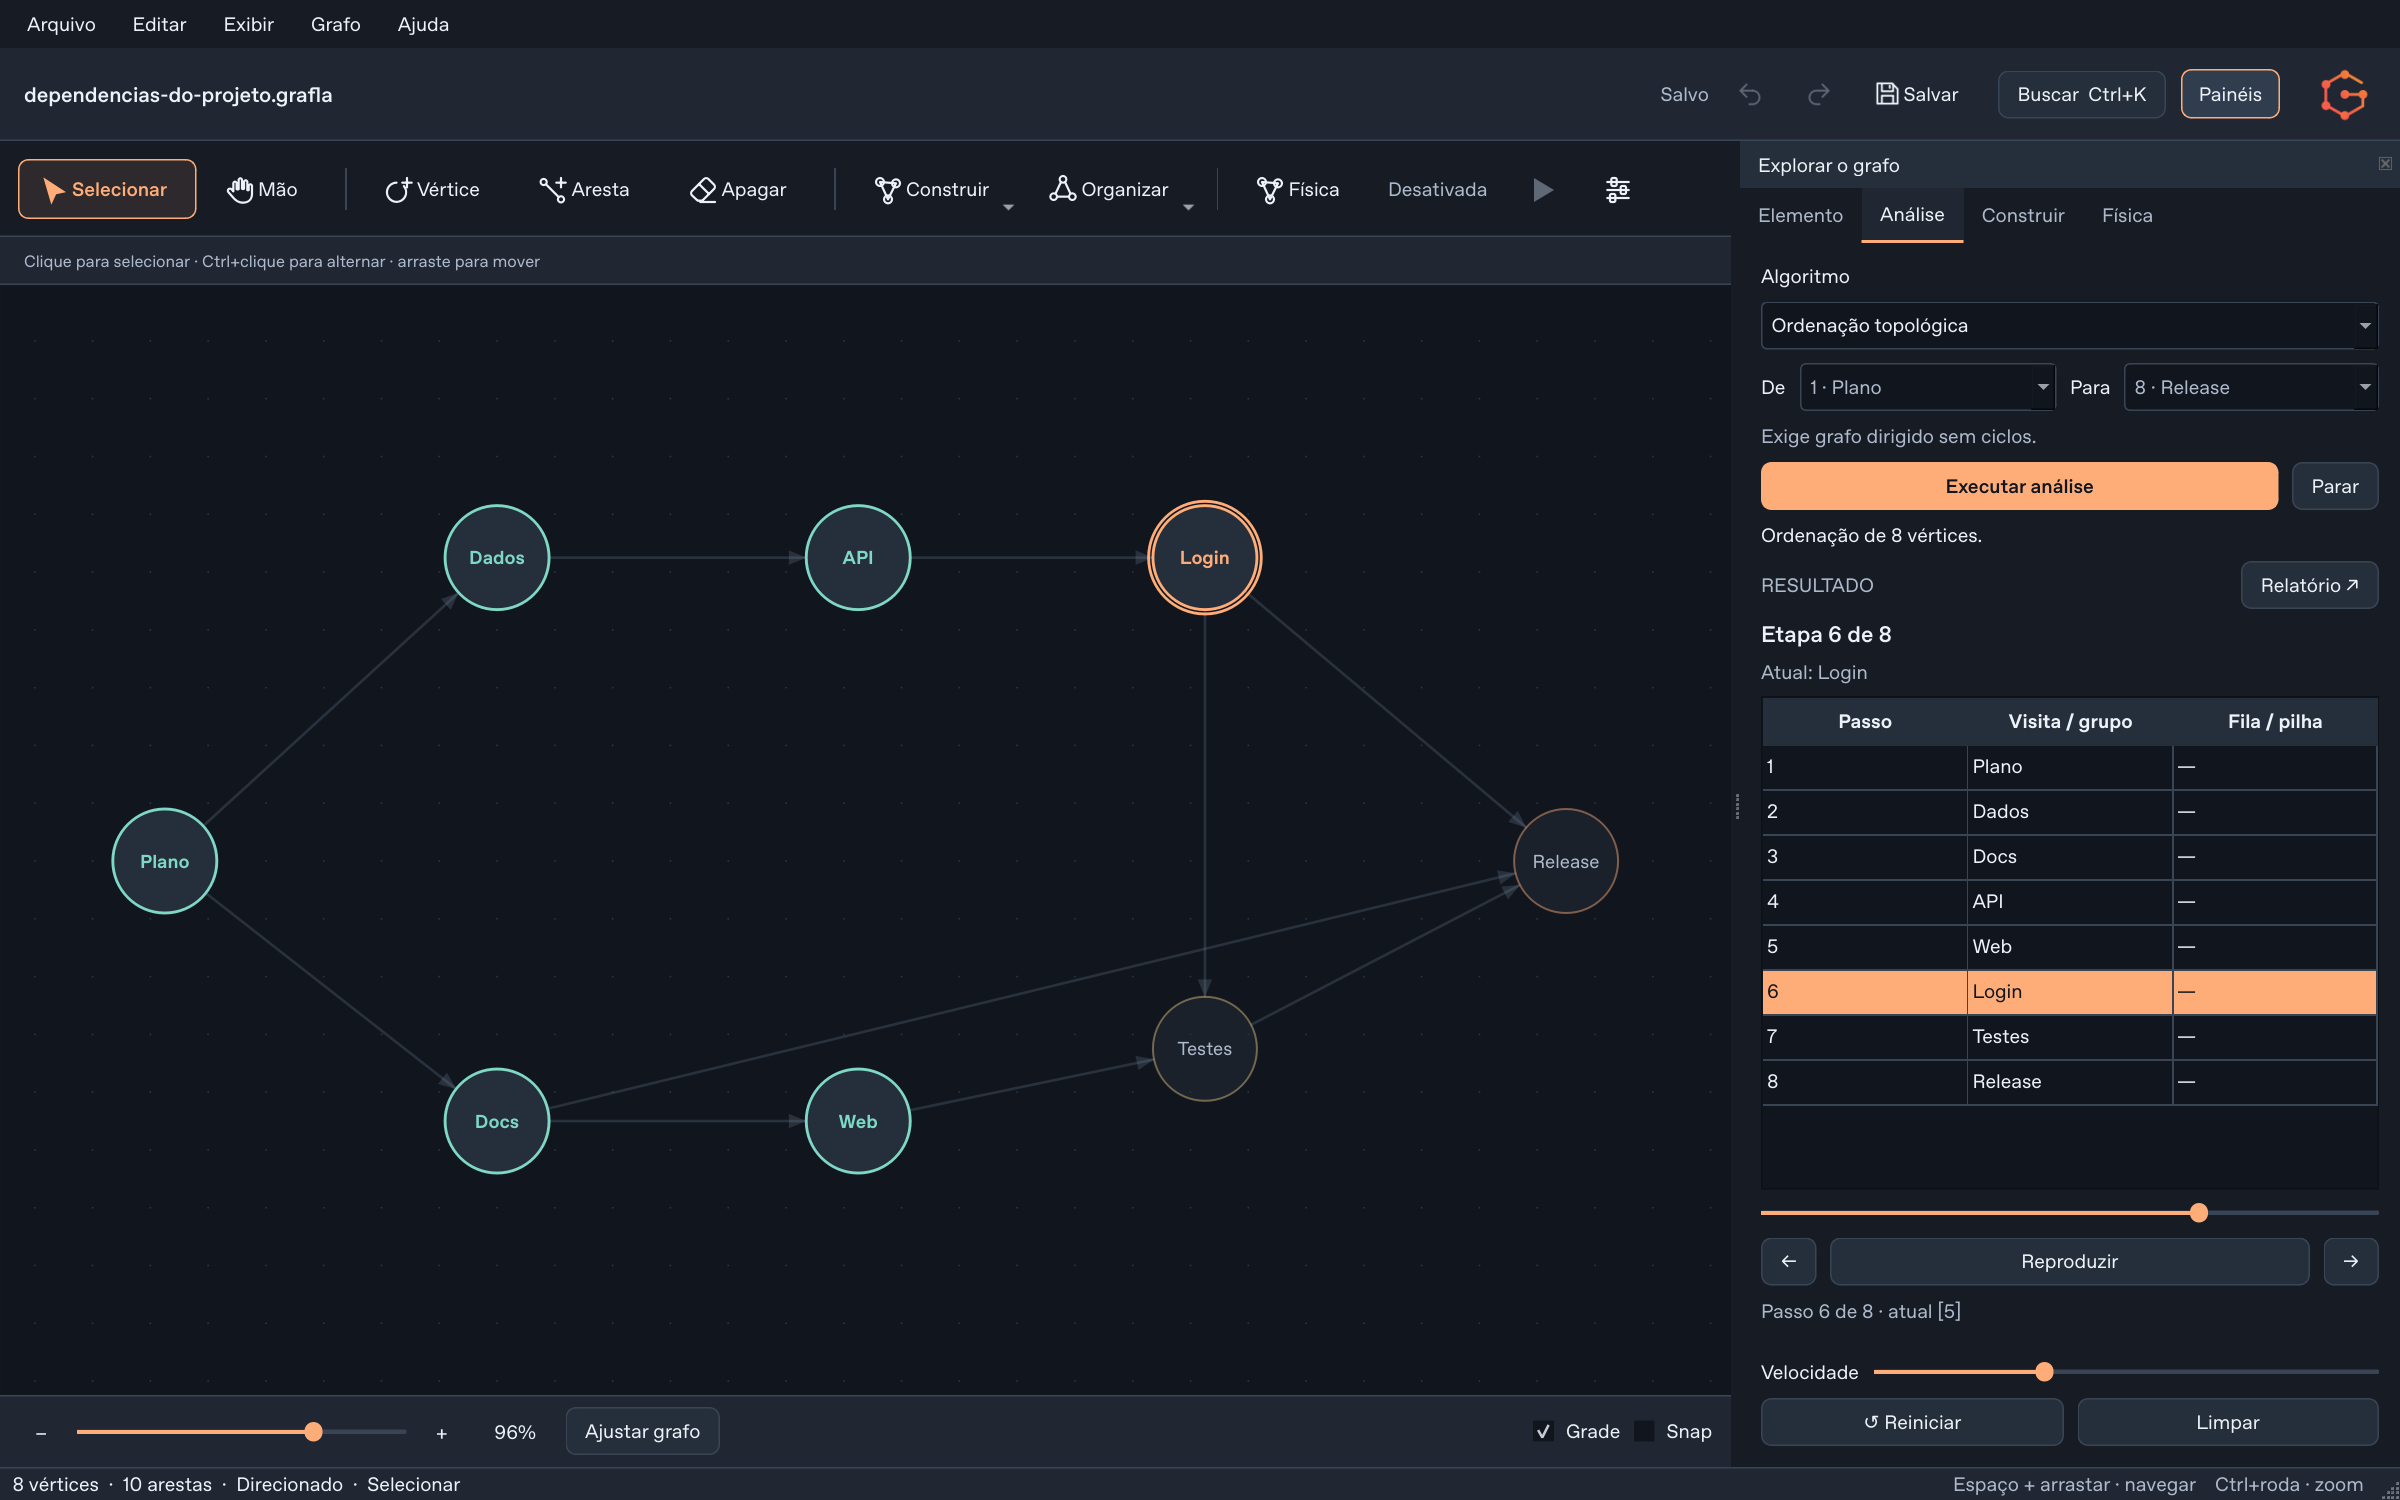 Arquivo Editar Exibir Grafo Ajuda
dependencias-do-projeto.grafla
Salvo Salvar Buscar Ctrl+K Painéis
Selecionar Mão Vértice Aresta Apagar Construir Organizar Física Desativada
Clique para selecionar · Ctrl+clique para alternar · arraste para mover
Dados API Login
Plano Release
Testes
Docs Web
– + 96% Ajustar grafo Grade Snap
8 vértices · 10 arestas · Direcionado · Selecionar
Explorar o grafo
Elemento Análise Construir Física
Algoritmo
Ordenação topológica
De 1 · Plano Para 8 · Release
Exige grafo dirigido sem ciclos.
Executar análise Parar
Ordenação de 8 vértices.
RESULTADO Relatório ↗
Etapa 6 de 8
Atual: Login
Passo Visita / grupo Fila / pilha
1 Plano —
2 Dados —
3 Docs —
4 API —
5 Web —
6 Login —
7 Testes —
8 Release —
← Reproduzir →
Passo 6 de 8 · atual [5]
Velocidade
↺ Reiniciar Limpar
Espaço + arrastar · navegar Ctrl+roda · zoom